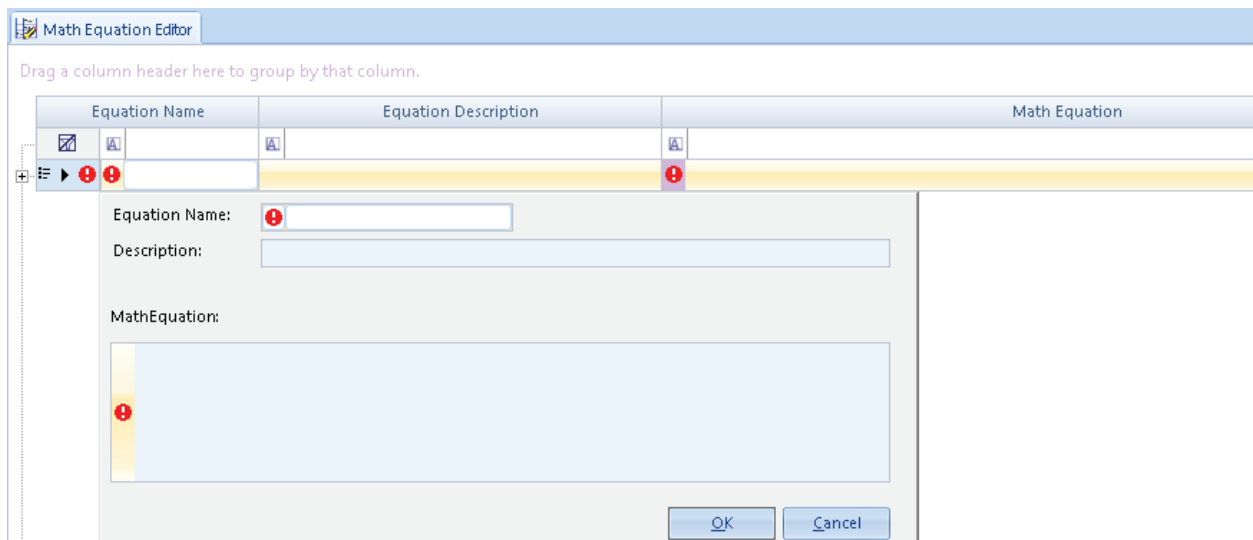 Math Equation Editor
Drag a column header here to group by that column.
Equation Name Equation Description Math Equation
A A A
Equation Name:
Description:
MathEquation:
OK Cancel